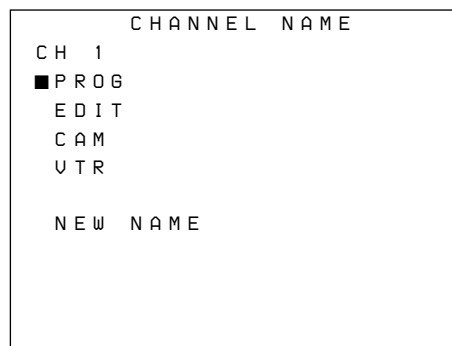 CHANNEL NAME
CH 1
■PROG
EDIT
CAM
VTR
NEW NAME